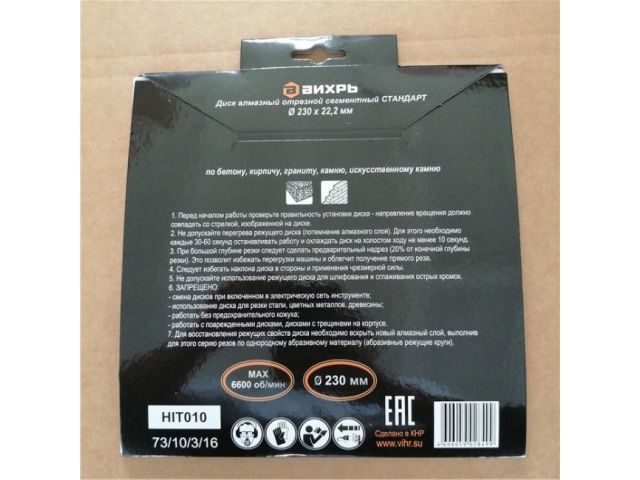 ВИХРЬ
Диск алмазный отрезной сегментный СТАНДАРТ
Ø 230 x 22,2 мм
по бетону, кирпичу, граниту, камню, искусственному камню
1. Перед началом работы проверьте правильность установки диска - направление вращения должно
совпадать со стрелкой, изображенной на диске.
2. Не допускайте перегрева режущего диска (потемнение алмазного слоя). Для этого необходимо
каждые 30-60 секунд останавливать работу и охлаждать диск на холостом ходу не менее 10 секунд.
3. При большой глубине резки следует сделать предварительный надрез (20% от конечной глубины
резки). Это позволит избежать перегрузки машины и облегчит получение прямого реза.
4. Следует избегать наклона диска в стороны и применения чрезмерной силы.
5. Не допускайте использование режущего диска для шлифования и сглаживания острых кромок.
6. ЗАПРЕЩЕНО:
- смена дисков при включенном в электрическую сеть инструменте;
- использование диска для резки стали, цветных металлов, древесины;
- работать без предохранительного кожуха;
- работать с поврежденными дисками, дисками с трещинами на корпусе.
7. Для восстановления режущих свойств диска необходимо вскрыть новый алмазный слой, выполнив
для этого серию резов по однородному абразивному материалу (абразивные режущие круги).
MAX
6600 об/мин
Ø 230 мм
HIT010
73/10/3/16
EAC
Сделано в КНР
www.vihr.su